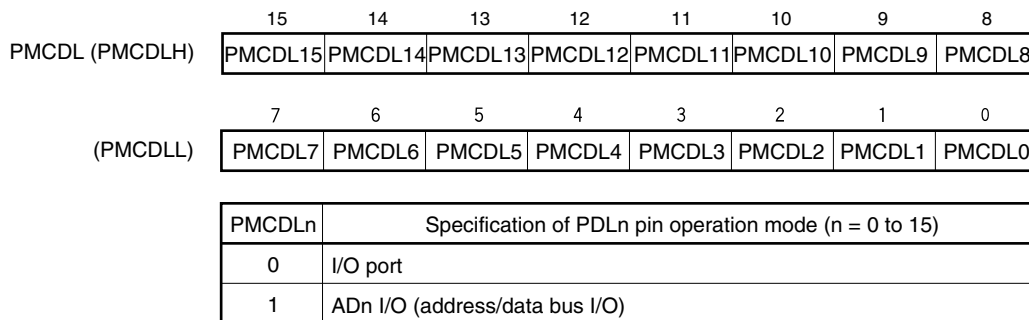 15 14 13 12 11 10 9 8
PMCDL (PMCDLH) PMCDL15 PMCDL14 PMCDL13 PMCDL12 PMCDL11 PMCDL10 PMCDL9 PMCDL8
7 6 5 4 3 2 1 0
(PMCDLL) PMCDL7 PMCDL6 PMCDL5 PMCDL4 PMCDL3 PMCDL2 PMCDL1 PMCDL0
PMCDLn Specification of PDLn pin operation mode (n = 0 to 15)
0 I/O port
1 ADn I/O (address/data bus I/O)